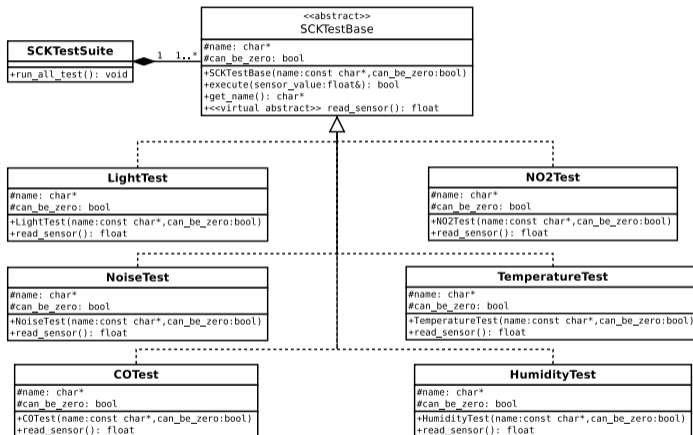 <<abstract>>
SCKTestBase
#name: char*
#can_be_zero: bool
+SCKTestBase(name:const char*,can_be_zero:bool)
+execute(sensor_value:float&): bool
+get_name(): char*
+<<virtual abstract>> read_sensor(): float
SCKTestSuite
+run_all_test(): void
1 1..*
LightTest
#name: char*
#can_be_zero: bool
+LightTest(name:const char*,can_be_zero:bool)
+read_sensor(): float
NO2Test
#name: char*
#can_be_zero: bool
+NO2Test(name:const char*,can_be_zero:bool)
+read_sensor(): float
NoiseTest
#name: char*
#can_be_zero: bool
+NoiseTest(name:const char*,can_be_zero:bool)
+read_sensor(): float
TemperatureTest
#name: char*
#can_be_zero: bool
+TemperatureTest(name:const char*,can_be_zero:bool)
+read_sensor(): float
COTest
#name: char*
#can_be_zero: bool
+COTest(name:const char*,can_be_zero:bool)
+read_sensor(): float
HumidityTest
#name: char*
#can_be_zero: bool
+HumidityTest(name:const char*,can_be_zero:bool)
+read_sensor(): float